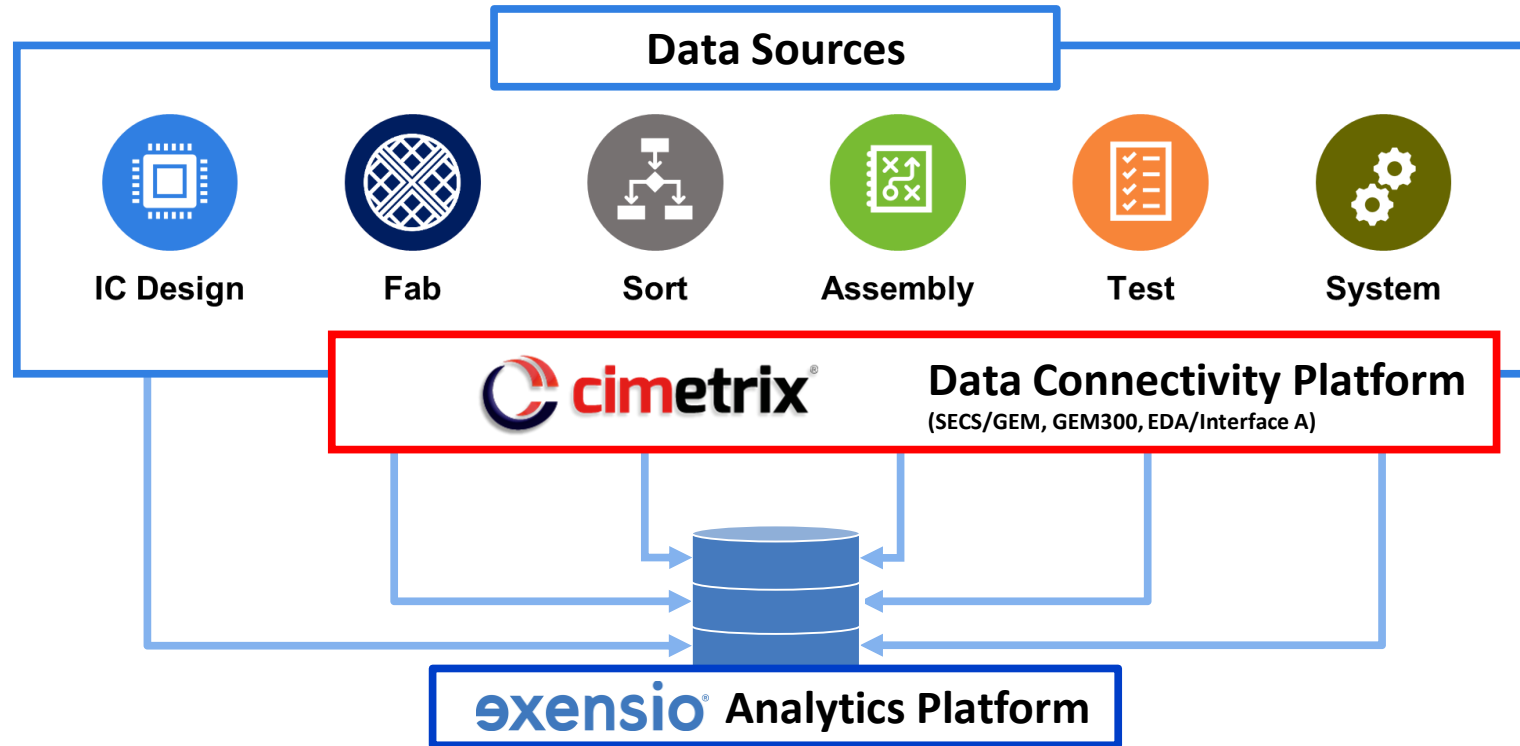 Data Sources
IC Design
Fab
Sort
Assembly
Test
System
cimetrix®
Data Connectivity Platform
(SECS/GEM, GEM300, EDA/Interface A)
exensio® Analytics Platform